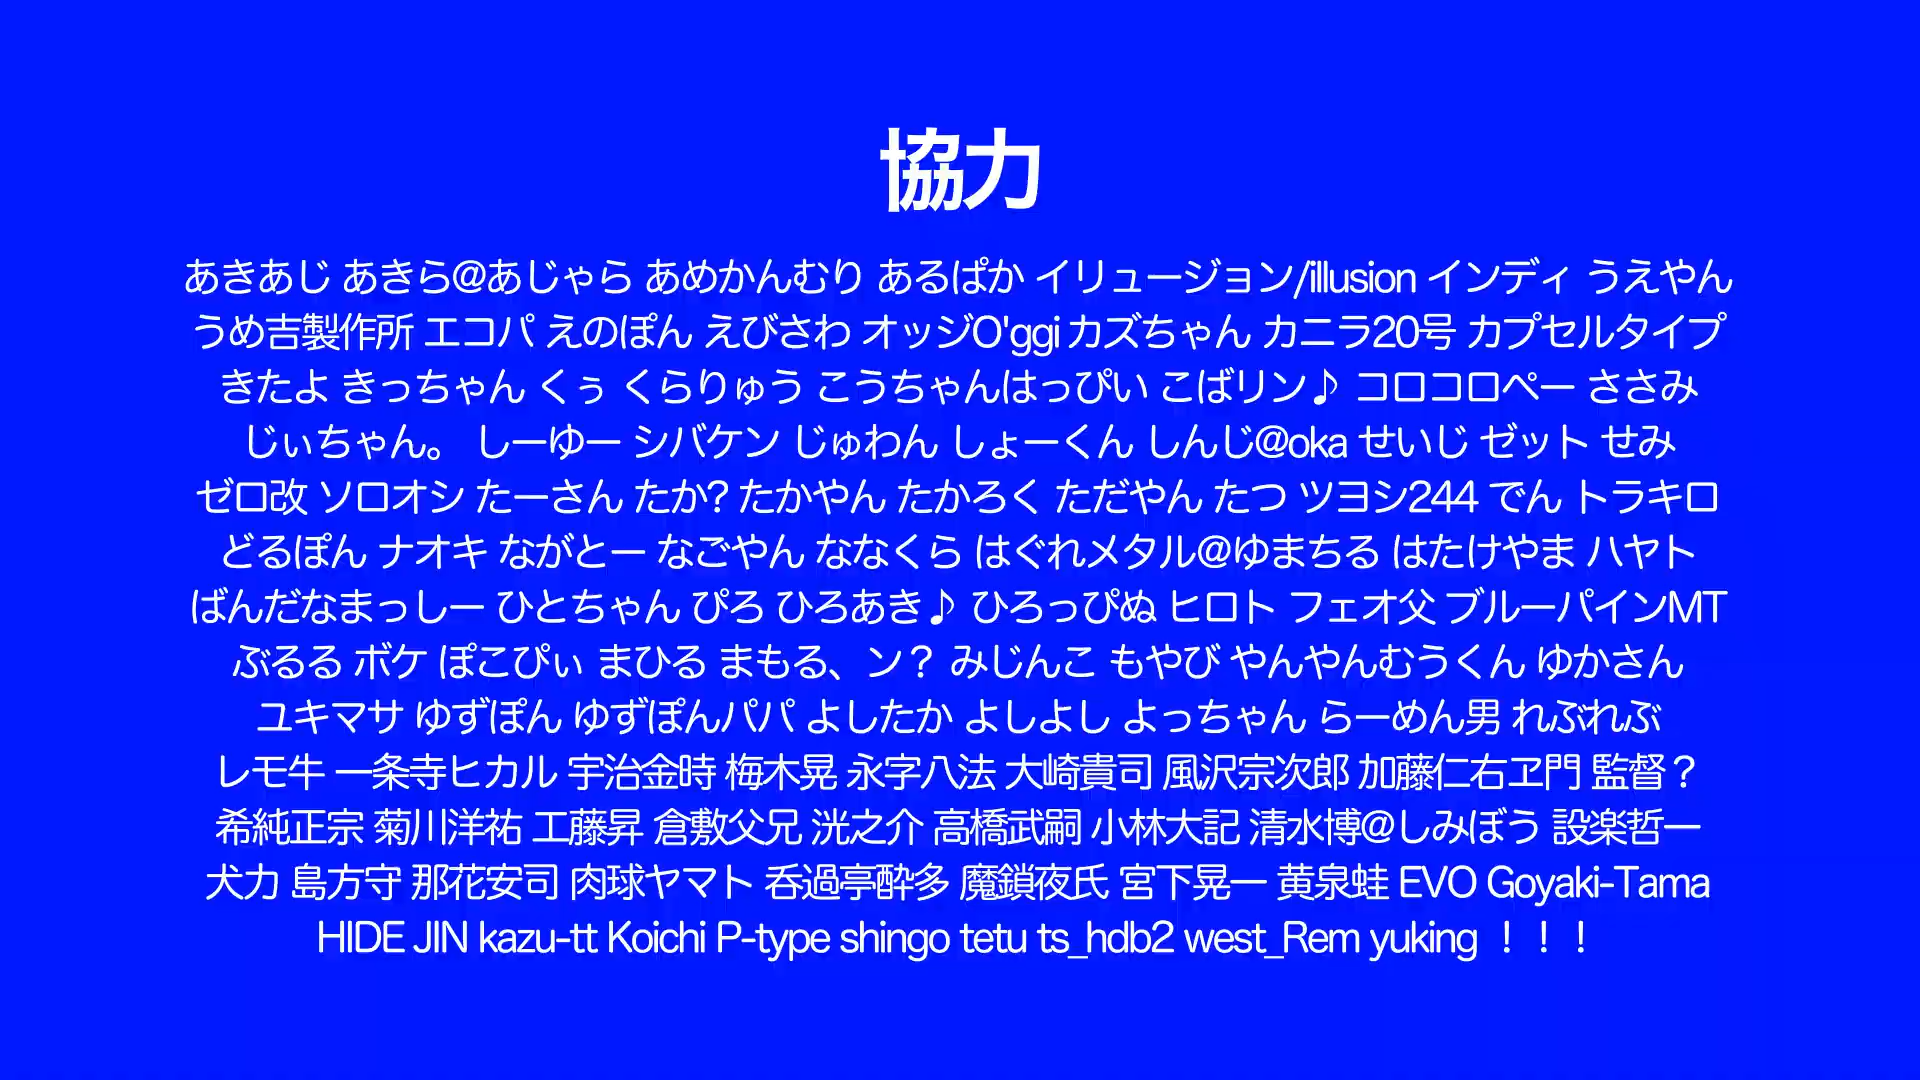 協力
あきあじ あきら@あじゃら あめかんむり あるぱか イリュージョン/illusion インディ うえやん
うめ吉製作所 エコパ えのぽん えびさわ オッジO'ggi カズちゃん カニラ20号 カプセルタイプ
きたよ きっちゃん くぅ くらりゅう こうちゃんはっぴい こばリン♪ コロコロペー ささみ
じぃちゃん。 しーゆー シバケン じゅわん しょーくん しんじ@oka せいじ ゼット せみ
ゼロ改 ソロオシ たーさん たか? たかやん たかろく ただやん たつ ツヨシ244 でん トラキロ
どるぽん ナオキ ながとー なごやん ななくら はぐれメタル@ゆまちる はたけやま ハヤト
ばんだなまっしー ひとちゃん ぴろ ひろあき♪ ひろっぴぬ ヒロト フェオ父 ブルーパインMT
ぶるる ボケ ぽこぴぃ まひる まもる、ン？ みじんこ もやび やんやんむうくん ゆかさん
ユキマサ ゆずぽん ゆずぽんパパ よしたか よしよし よっちゃん らーめん男 れぶれぶ
レモ牛 一条寺ヒカル 宇治金時 梅木晃 永字八法 大崎貴司 風沢宗次郎 加藤仁右ヱ門 監督？
希純正宗 菊川洋祐 工藤昇 倉敷父兄 洸之介 高橋武嗣 小林大記 清水博@しみぼう 設楽哲一
犬力 島方守 那花安司 肉球ヤマト 呑過亭酔多 魔鎖夜氏 宮下晃一 黄泉蛙 EVO Goyaki-Tama
HIDE JIN kazu-tt Koichi P-type shingo tetu ts_hdb2 west_Rem yuking ！！！